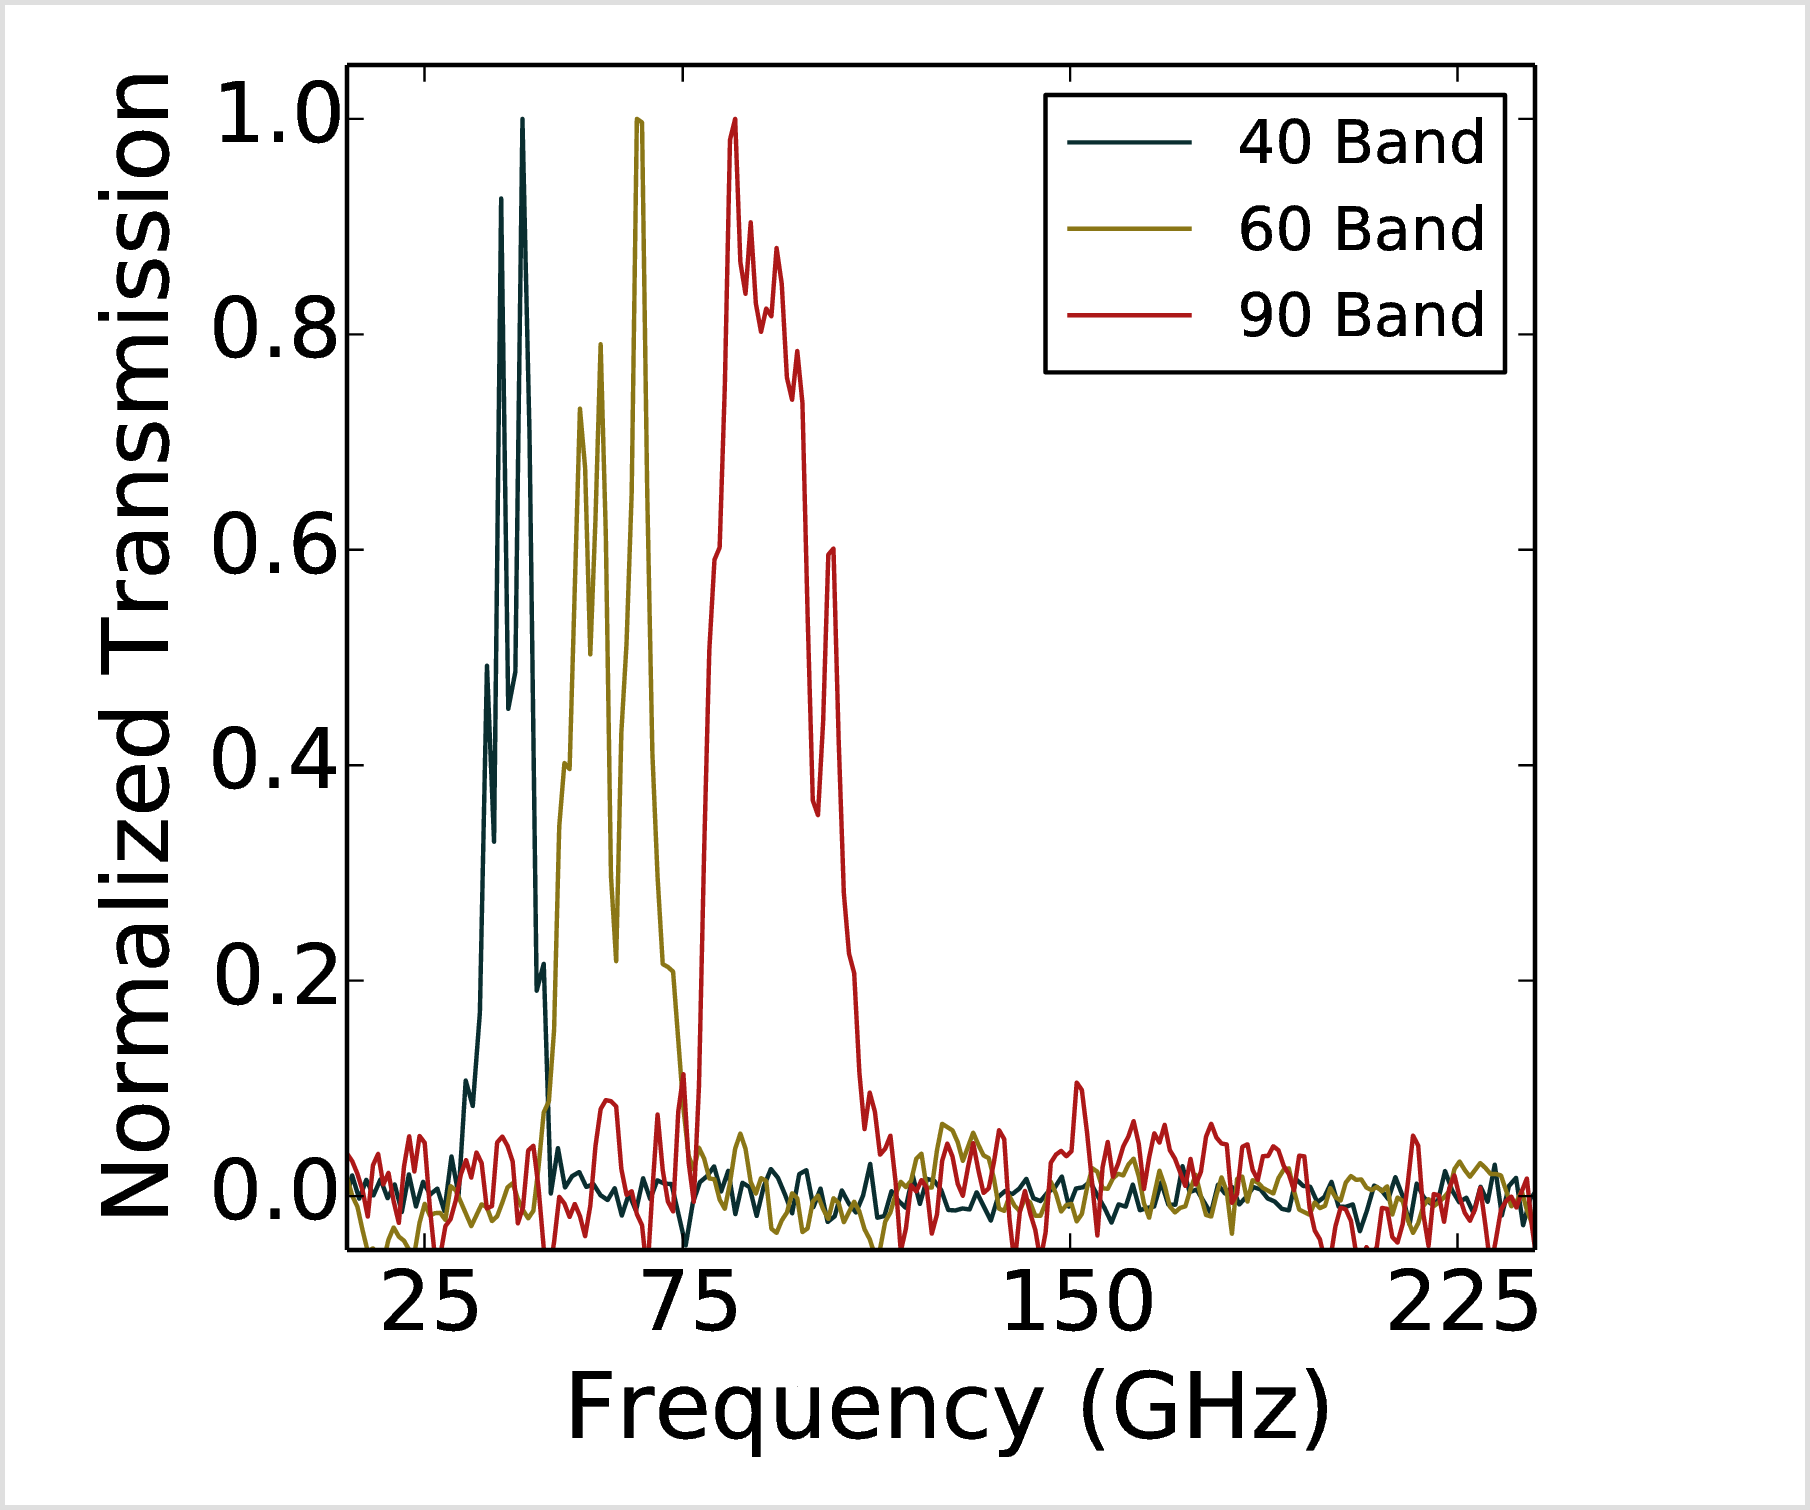 Normalized Transmission
1.0
0.8
0.6
0.4
0.2
0.0
40 Band
60 Band
90 Band
25 75 150 225
Frequency (GHz)